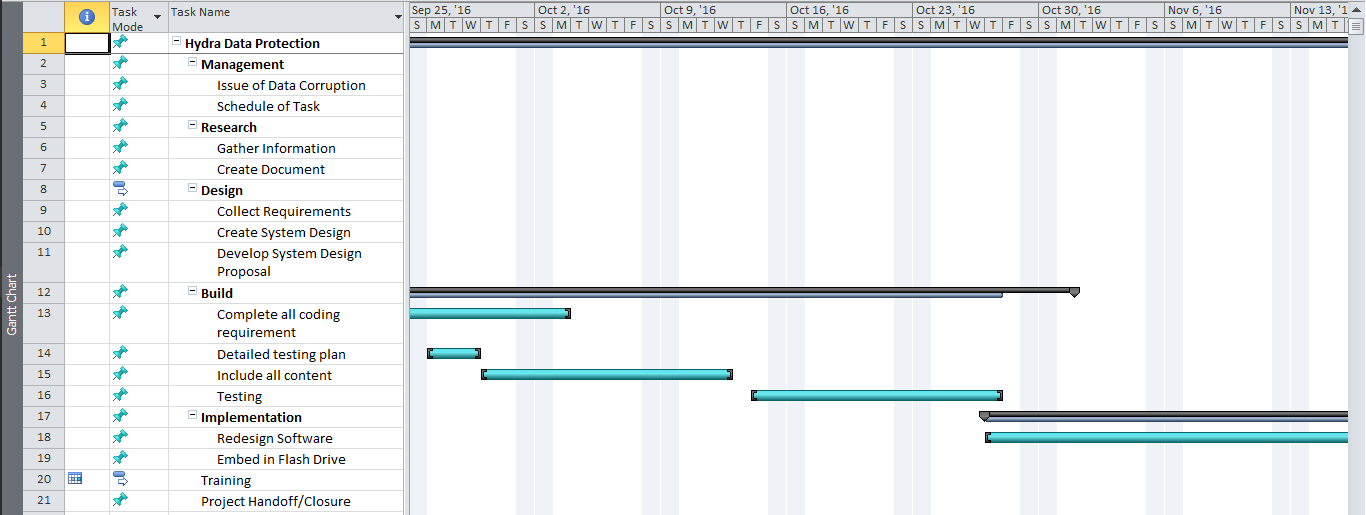 Task Mode
Task Name
Sep 25, '16
Oct 2, '16
Oct 9, '16
Oct 16, '16
Oct 23, '16
Oct 30, '16
Nov 6, '16
Nov 13, '1
S M T W T F S S M T W T F S S M T W T F S S M T W T F S S M T W T F S S M T W T F S S M T W T F S S M T
1 Hydra Data Protection
2 Management
3 Issue of Data Corruption
4 Schedule of Task
5 Research
6 Gather Information
7 Create Document
8 Design
9 Collect Requirements
10 Create System Design
11 Develop System Design
Proposal
12 Build
13 Complete all coding
requirement
14 Detailed testing plan
15 Include all content
16 Testing
17 Implementation
18 Redesign Software
19 Embed in Flash Drive
20 Training
21 Project Handoff/Closure
Gantt Chart